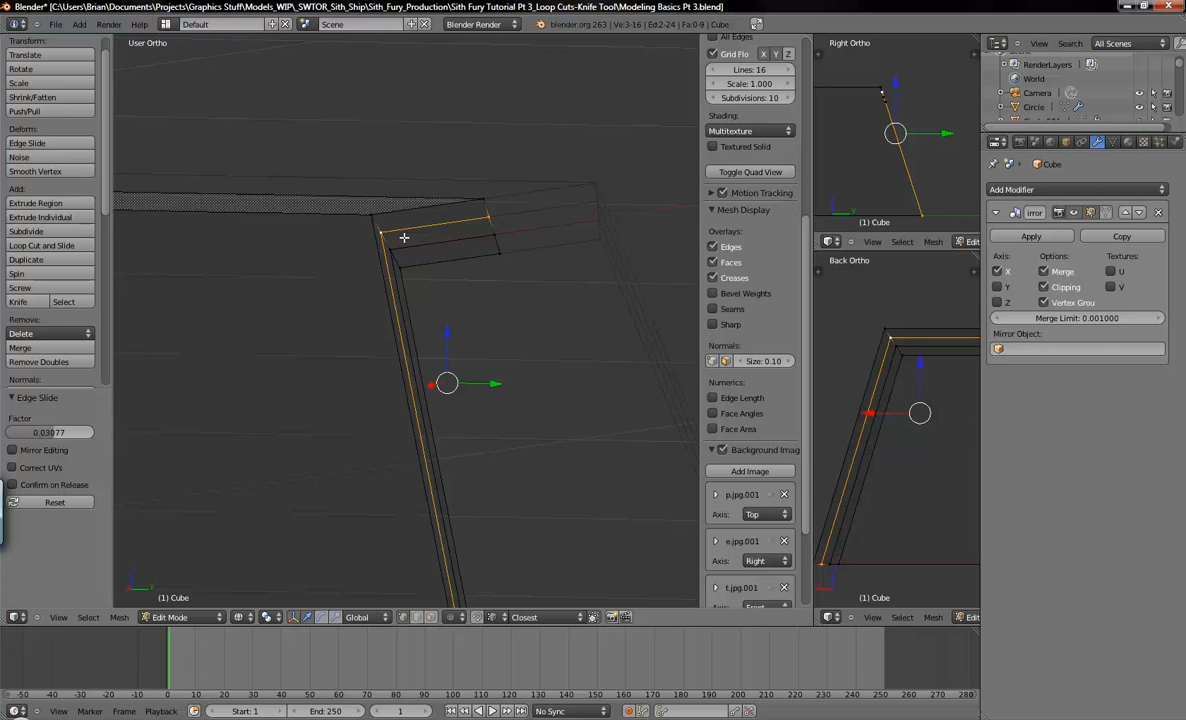 Blender* [C:\Users\Brian\Documents\Projects\Graphics Stuff\Models_WIP_SWTOR_Sith_Ship\Sith_Fury_Production\Sith Fury Tutorial Pt 3_Loop Cuts-Knife Tool\Modeling Basics Pt 3.blend]
File Add Render Help Default Scene Blender Render blender.org 263 | Ve:3-16 | Ed:2-24 | Fa:0-9 | Cube
Transform:
Translate
Rotate
Scale
Shrink/Fatten
Push/Pull
Deform:
Edge Slide
Noise
Smooth Vertex
Add:
Extrude Region
Extrude Individual
Subdivide
Loop Cut and Slide
Duplicate
Spin
Screw
Knife Select
Remove:
Delete
Merge
Remove Doubles
Normals:
Edge Slide
Factor
0.03077
Mirror Editing
Correct UVs
Confirm on Release
Reset
User Ortho
(1) Cube
View Select Mesh Edit Mode Global Closest
All Edges
Grid Flo X Y Z
Lines: 16
Scale: 1.000
Subdivisions: 10
Shading:
Multitexture
Textured Solid
Toggle Quad View
Motion Tracking
Mesh Display
Overlays:
Edges
Faces
Creases
Bevel Weights
Seams
Sharp
Normals:
Size: 0.10
Numerics:
Edge Length
Face Angles
Face Area
Background Imag
Add Image
p.jpg.001
Axis: Top
e.jpg.001
Axis: Right
t.jpg.001
Right Ortho
(1) Cube
View Select Mesh Edit
Back Ortho
(1) Cube
View Select Mesh Edit
View Search All Scenes
RenderLayers
World
Camera
Circle
Cube
Add Modifier
irror
Apply Copy
Axis: Options: Textures:
X Merge U
Y Clipping V
Z Vertex Grou
Merge Limit: 0.001000
Mirror Object:
-50 -40 -30 -20 -10 0 10 20 30 40 50 60 70 80 90 100 110 120 130 140 150 160 170 180 190 200 210 220 230 240 250 260 270 280
View Marker Frame Playback Start: 1 End: 250 1 No Sync